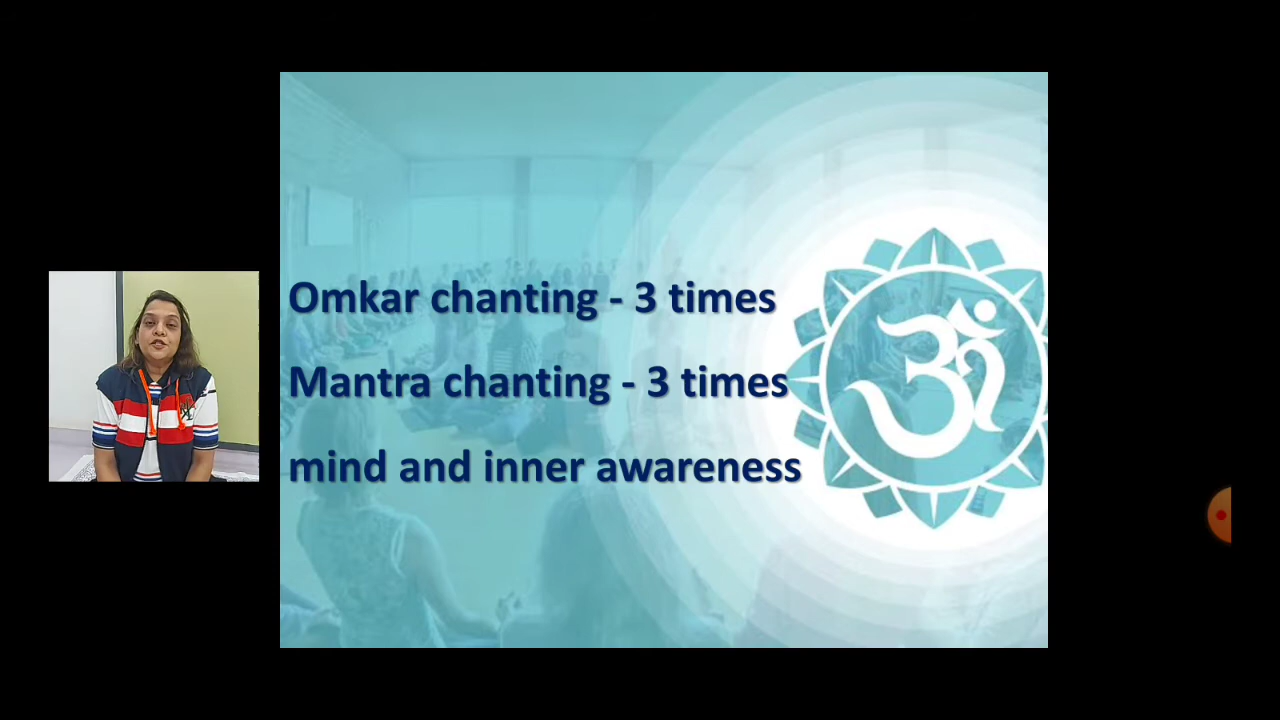 Omkar chanting - 3 times
Mantra chanting - 3 times
mind and inner awareness
ॐ